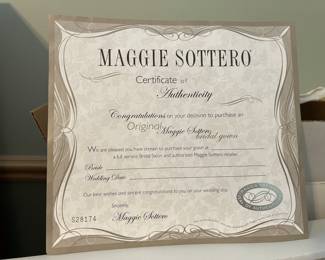 MAGGIE SOTTERO
Certificate of
Authenticity
Congratulations on your decision to purchase an
Original Maggie Sottero
bridal gown
We are pleased you have chosen to purchase your gown at
a full service Bridal Salon and authorized Maggie Sottero retailer.
Bride
Wedding Date
Our best wishes and sincere congratulations to you on your wedding day.
Sincerely,
Maggie Sottero
S28174